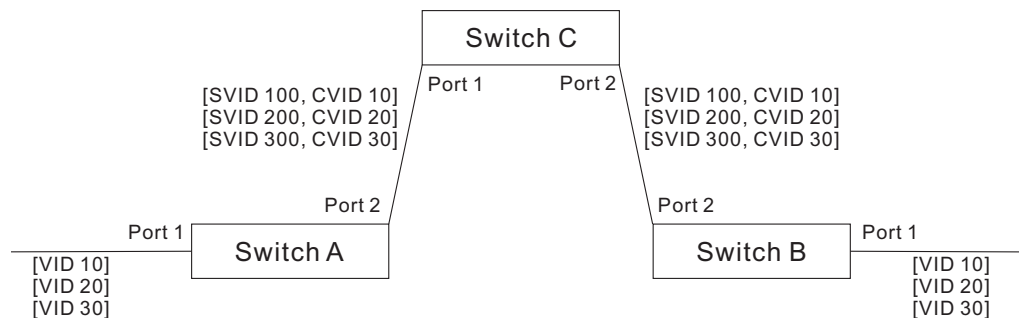 Switch C
Port 1
Port 2
[SVID 100, CVID 10]
[SVID 200, CVID 20]
[SVID 300, CVID 30]
[SVID 100, CVID 10]
[SVID 200, CVID 20]
[SVID 300, CVID 30]
Port 2
Port 2
Port 1
Switch A
Switch B
Port 1
[VID 10]
[VID 20]
[VID 30]
[VID 10]
[VID 20]
[VID 30]